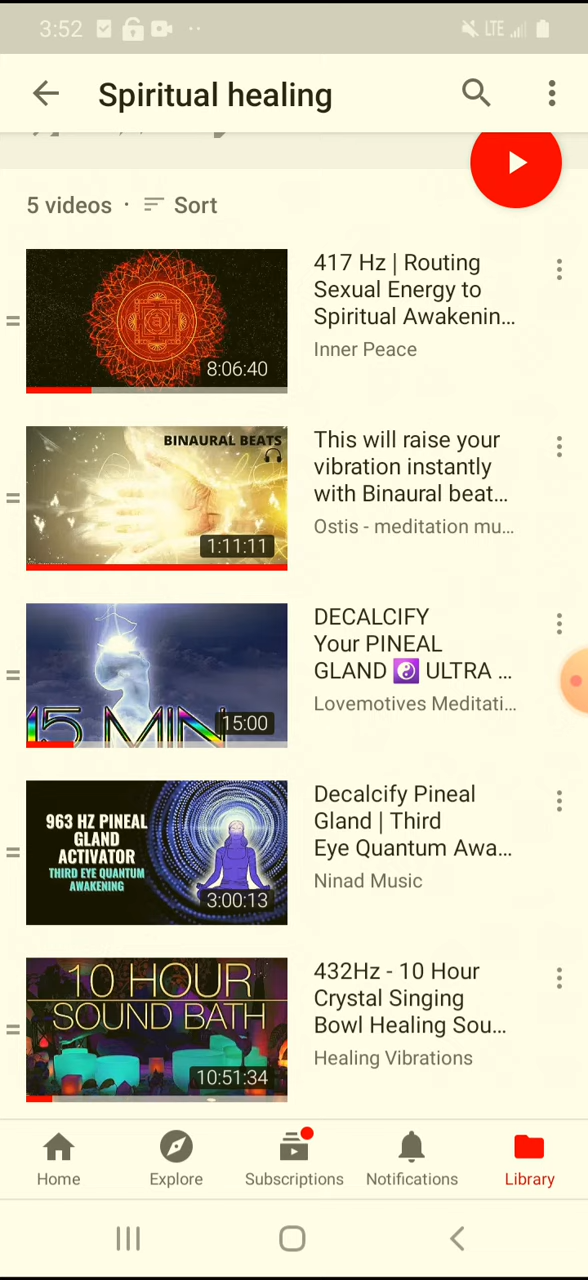 3:52
LTE
Spiritual healing
5 videos · Sort
8:06:40
417 Hz | Routing
Sexual Energy to
Spiritual Awakenin...
Inner Peace
BINAURAL BEATS
1:11:11
This will raise your
vibration instantly
with Binaural beat...
Ostis - meditation mu...
15 MIN
15:00
DECALCIFY
Your PINEAL
GLAND ☯️ ULTRA ...
Lovemotives Meditati...
963 HZ PINEAL
GLAND
ACTIVATOR
THIRD EYE QUANTUM
AWAKENING
3:00:13
Decalcify Pineal
Gland | Third
Eye Quantum Awa...
Ninad Music
10 HOUR
SOUND BATH
10:51:34
432Hz - 10 Hour
Crystal Singing
Bowl Healing Sou...
Healing Vibrations
Home
Explore
Subscriptions
Notifications
Library